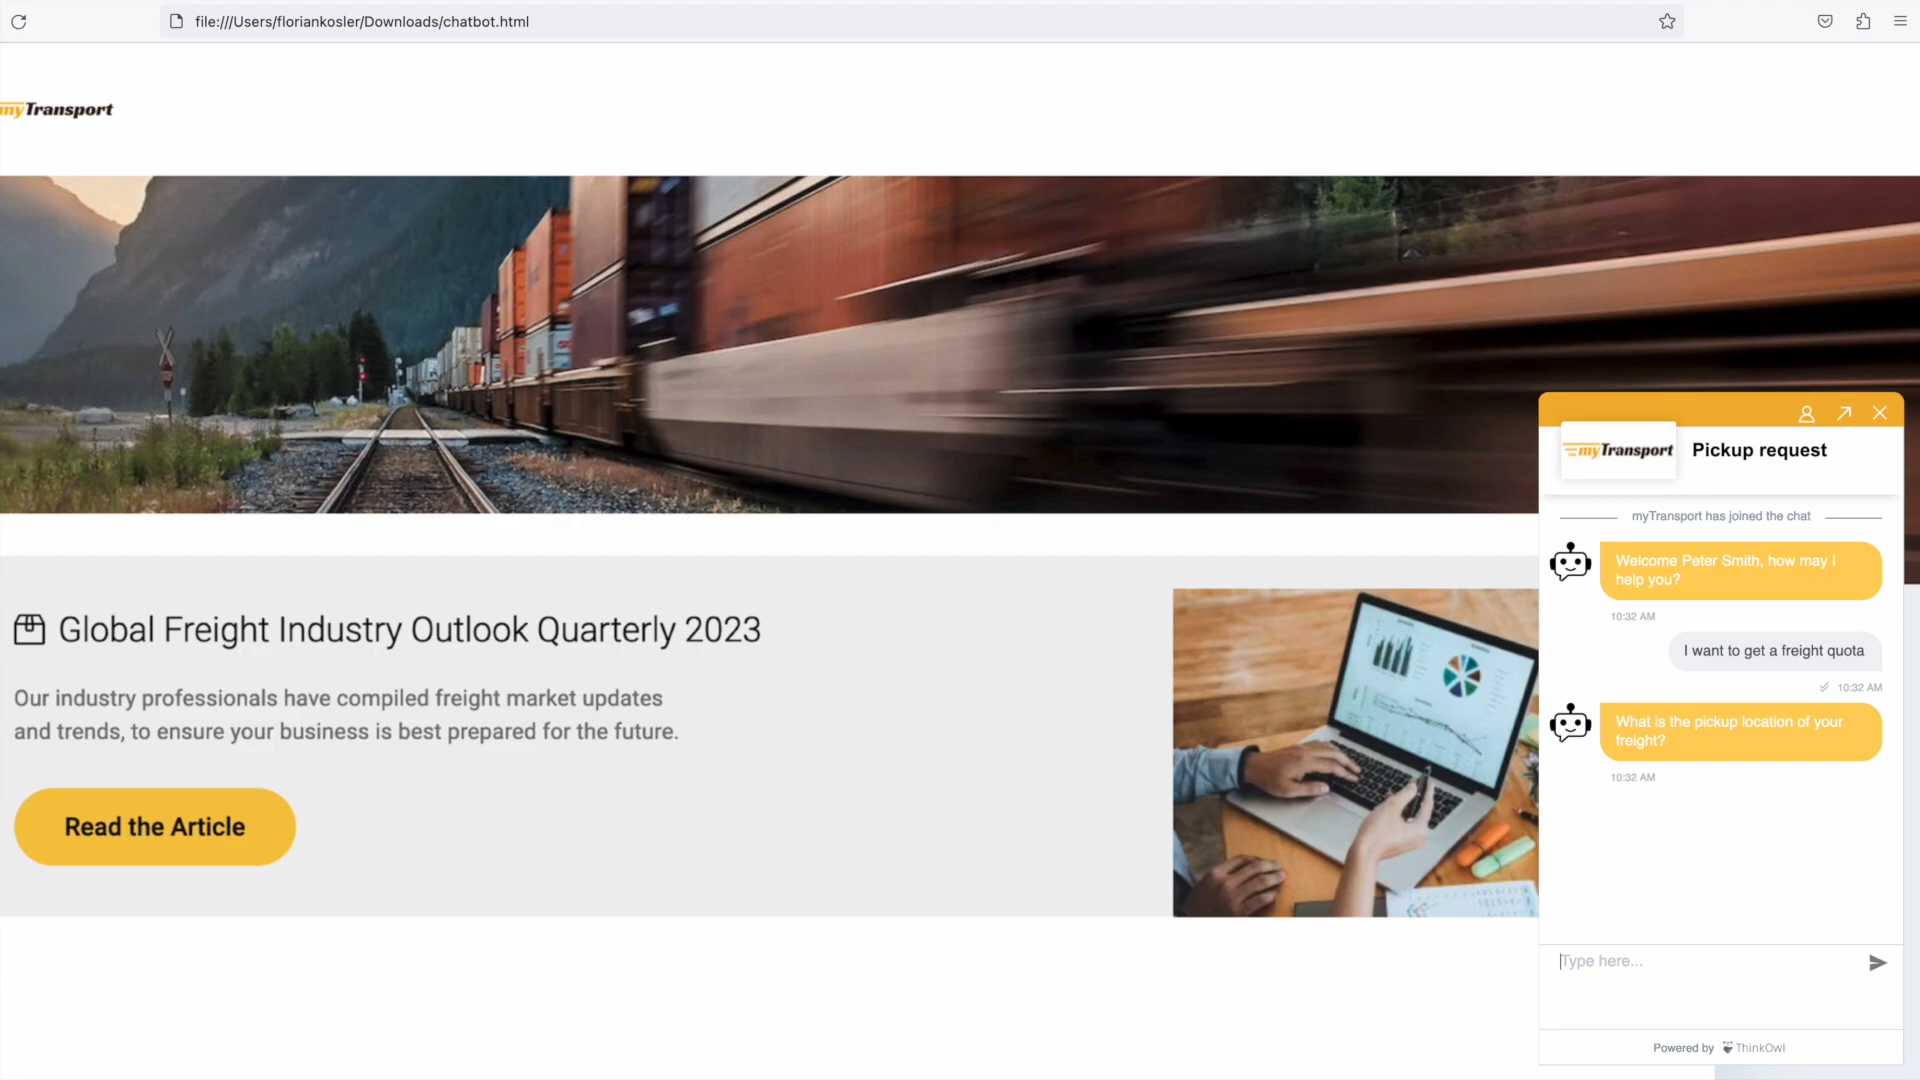 file:///Users/floriankosler/Downloads/chatbot.html
myTransport
myTransport
Pickup request
myTransport has joined the chat
Welcome Peter Smith, how may I
help you?
10:32 AM
I want to get a freight quota
10:32 AM
What is the pickup location of your
freight?
10:32 AM
Type here...
Powered by ThinkOwl
Global Freight Industry Outlook Quarterly 2023
Our industry professionals have compiled freight market updates
and trends, to ensure your business is best prepared for the future.
Read the Article